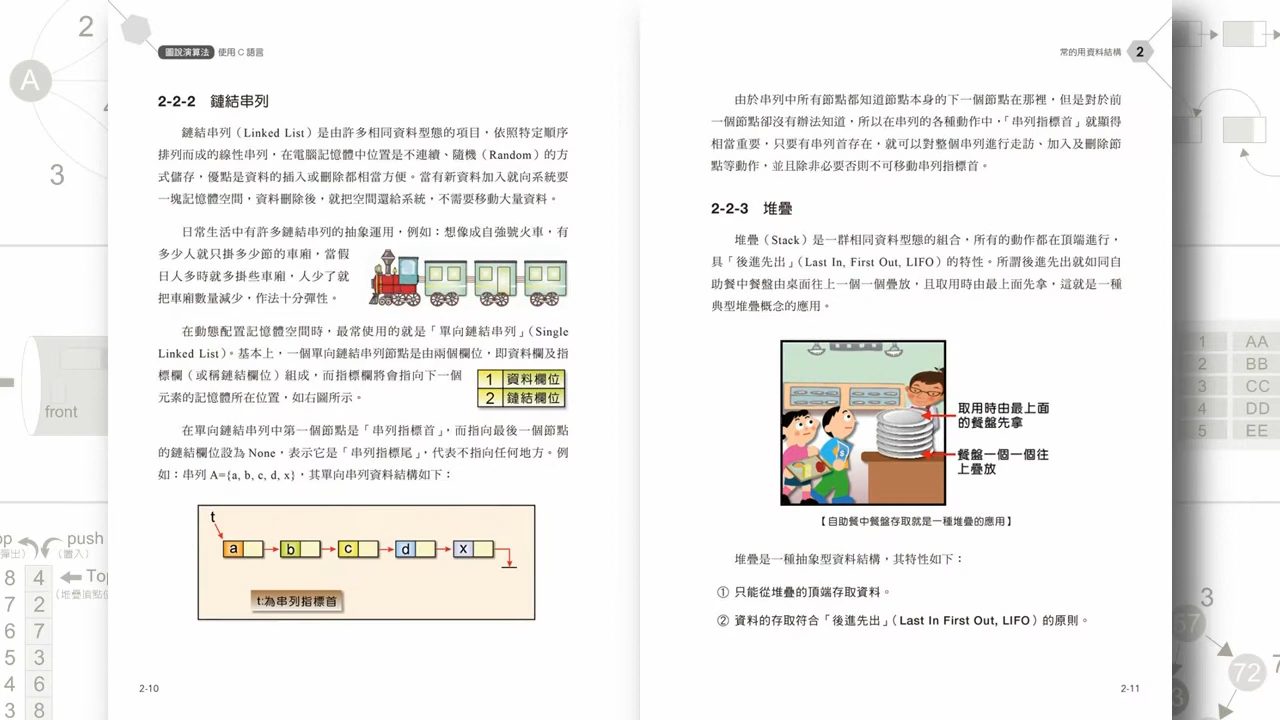 圖說演算法 使用 C 語言
2-2-2 鏈結串列
鏈結串列（Linked List）是由許多相同資料型態的項目，依照特定順序
排列而成的線性串列，在電腦記憶體中位置是不連續、隨機（Random）的方
式儲存，優點是資料的插入或刪除都相當方便。當有新資料加入就向系統要
一塊記憶體空間，資料刪除後，就把空間還給系統，不需要移動大量資料。
日常生活中有許多鏈結串列的抽象運用，例如：想像成自強號火車，有
多少人就只掛多少節的車廂，當假
日人多時就多掛些車廂，人少了就
把車廂數量減少，作法十分彈性。
在動態配置記憶體空間時，最常使用的就是「單向鏈結串列」（Single
Linked List）。基本上，一個單向鏈結串列節點是由兩個欄位，即資料欄及指
標欄（或稱鏈結欄位）組成，而指標欄將會指向下一個
元素的記憶體所在位置，如右圖所示。
1 資料欄位
2 鏈結欄位
在單向鏈結串列中第一個節點是「串列指標首」，而指向最後一個節點
的鏈結欄位設為 None，表示它是「串列指標尾」，代表不指向任何地方。例
如：串列 A={a, b, c, d, x}，其單向串列資料結構如下：
t
a b c d x
t:為串列指標首
2-10
常的用資料結構 2
由於串列中所有節點都知道節點本身的下一個節點在那裡，但是對於前
一個節點卻沒有辦法知道，所以在串列的各種動作中，「串列指標首」就顯得
相當重要，只要有串列首存在，就可以對整個串列進行走訪、加入及刪除節
點等動作，並且除非必要否則不可移動串列指標首。
2-2-3 堆疊
堆疊（Stack）是一群相同資料型態的組合，所有的動作都在頂端進行，
具「後進先出」（Last In, First Out, LIFO）的特性。所謂後進先出就如同自
助餐中餐盤由桌面往上一個一個疊放，且取用時由最上面先拿，這就是一種
典型堆疊概念的應用。
取用時由最上面
的餐盤先拿
餐盤一個一個往
上疊放
【自助餐中餐盤存取就是一種堆疊的應用】
堆疊是一種抽象型資料結構，其特性如下：
① 只能從堆疊的頂端存取資料。
② 資料的存取符合「後進先出」（Last In First Out, LIFO）的原則。
2-11
2
A
3
front
push
（彈出）
（置入）
8 4
Top
7 2
6 7
5 3
4 6
3 8
1 AA
2 BB
3 CC
4 DD
5 EE
3
67
72